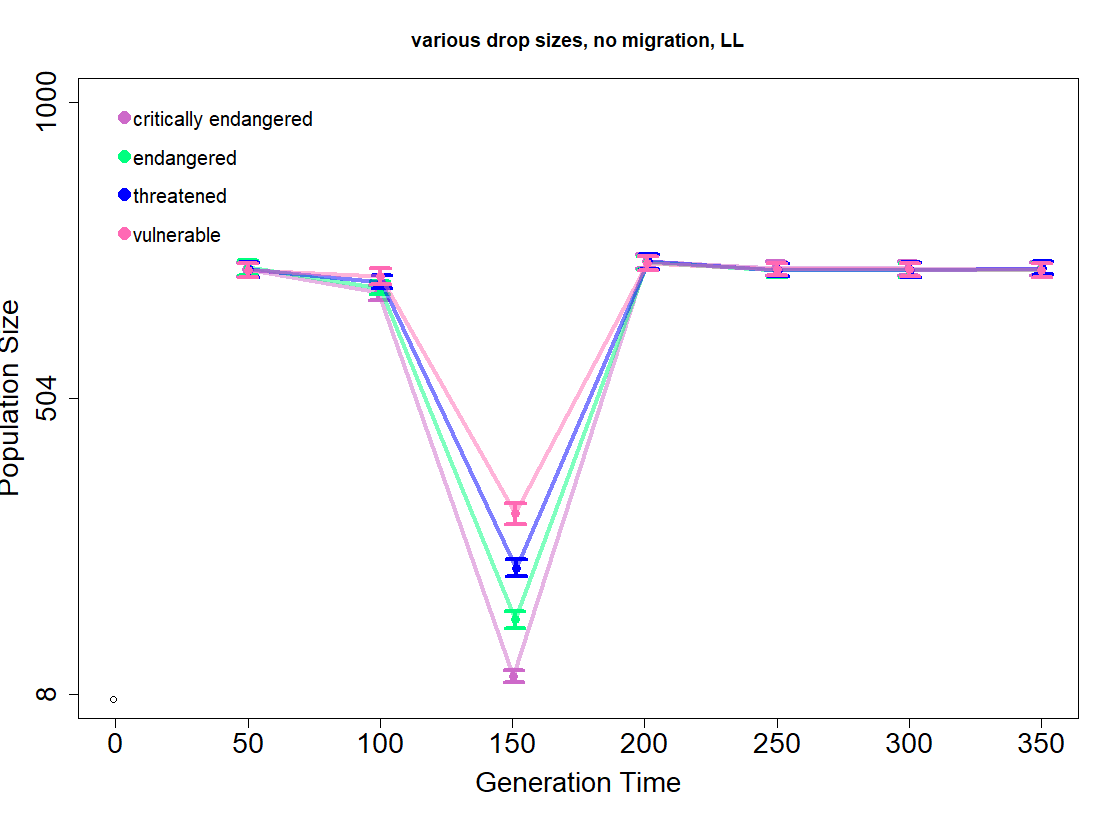 various drop sizes, no migration, LL
critically endangered
endangered
threatened
vulnerable
Population Size
1000
504
8
0 50 100 150 200 250 300 350
Generation Time